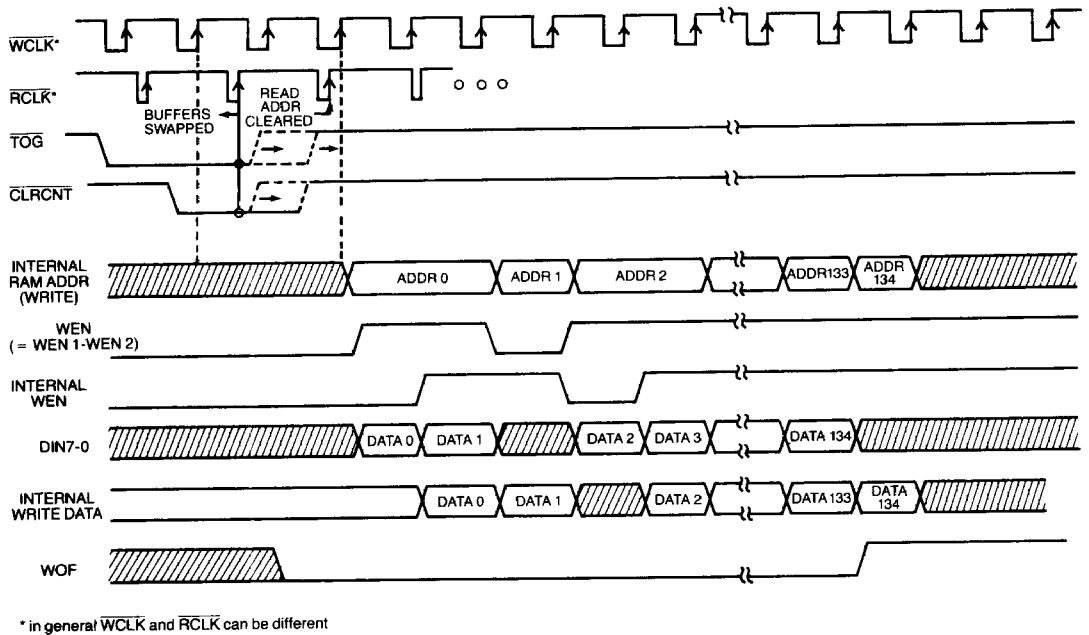 WCLK*
RCLK*
BUFFERS
SWAPPED
READ
ADDR
CLEARED
TOG
CLRCNT
INTERNAL
RAM ADDR
(WRITE)
ADDR 0
ADDR 1
ADDR 2
ADDR133
ADDR
134
WEN
(= WEN 1-WEN 2)
INTERNAL
WEN
DIN7-0
DATA 0
DATA 1
DATA 2
DATA 3
DATA 134
INTERNAL
WRITE DATA
DATA 0
DATA 1
DATA 2
DATA 133
DATA
134
WOF
* in general WCLK and RCLK can be different